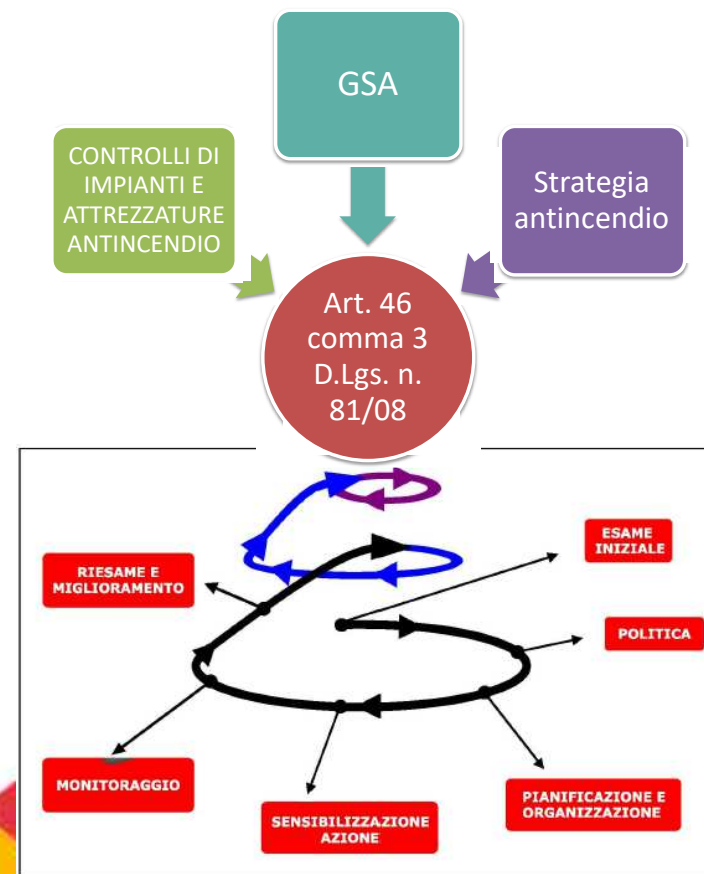 GSA
CONTROLLI DI
IMPIANTI E
ATTREZZATURE
ANTINCENDIO
Strategia
antincendio
Art. 46
comma 3
D.Lgs. n.
81/08
ESAME
INIZIALE
RIESAME E
MIGLIORAMENTO
POLITICA
MONITORAGGIO
PIANIFICAZIONE E
ORGANIZZAZIONE
SENSIBILIZZAZIONE
AZIONE